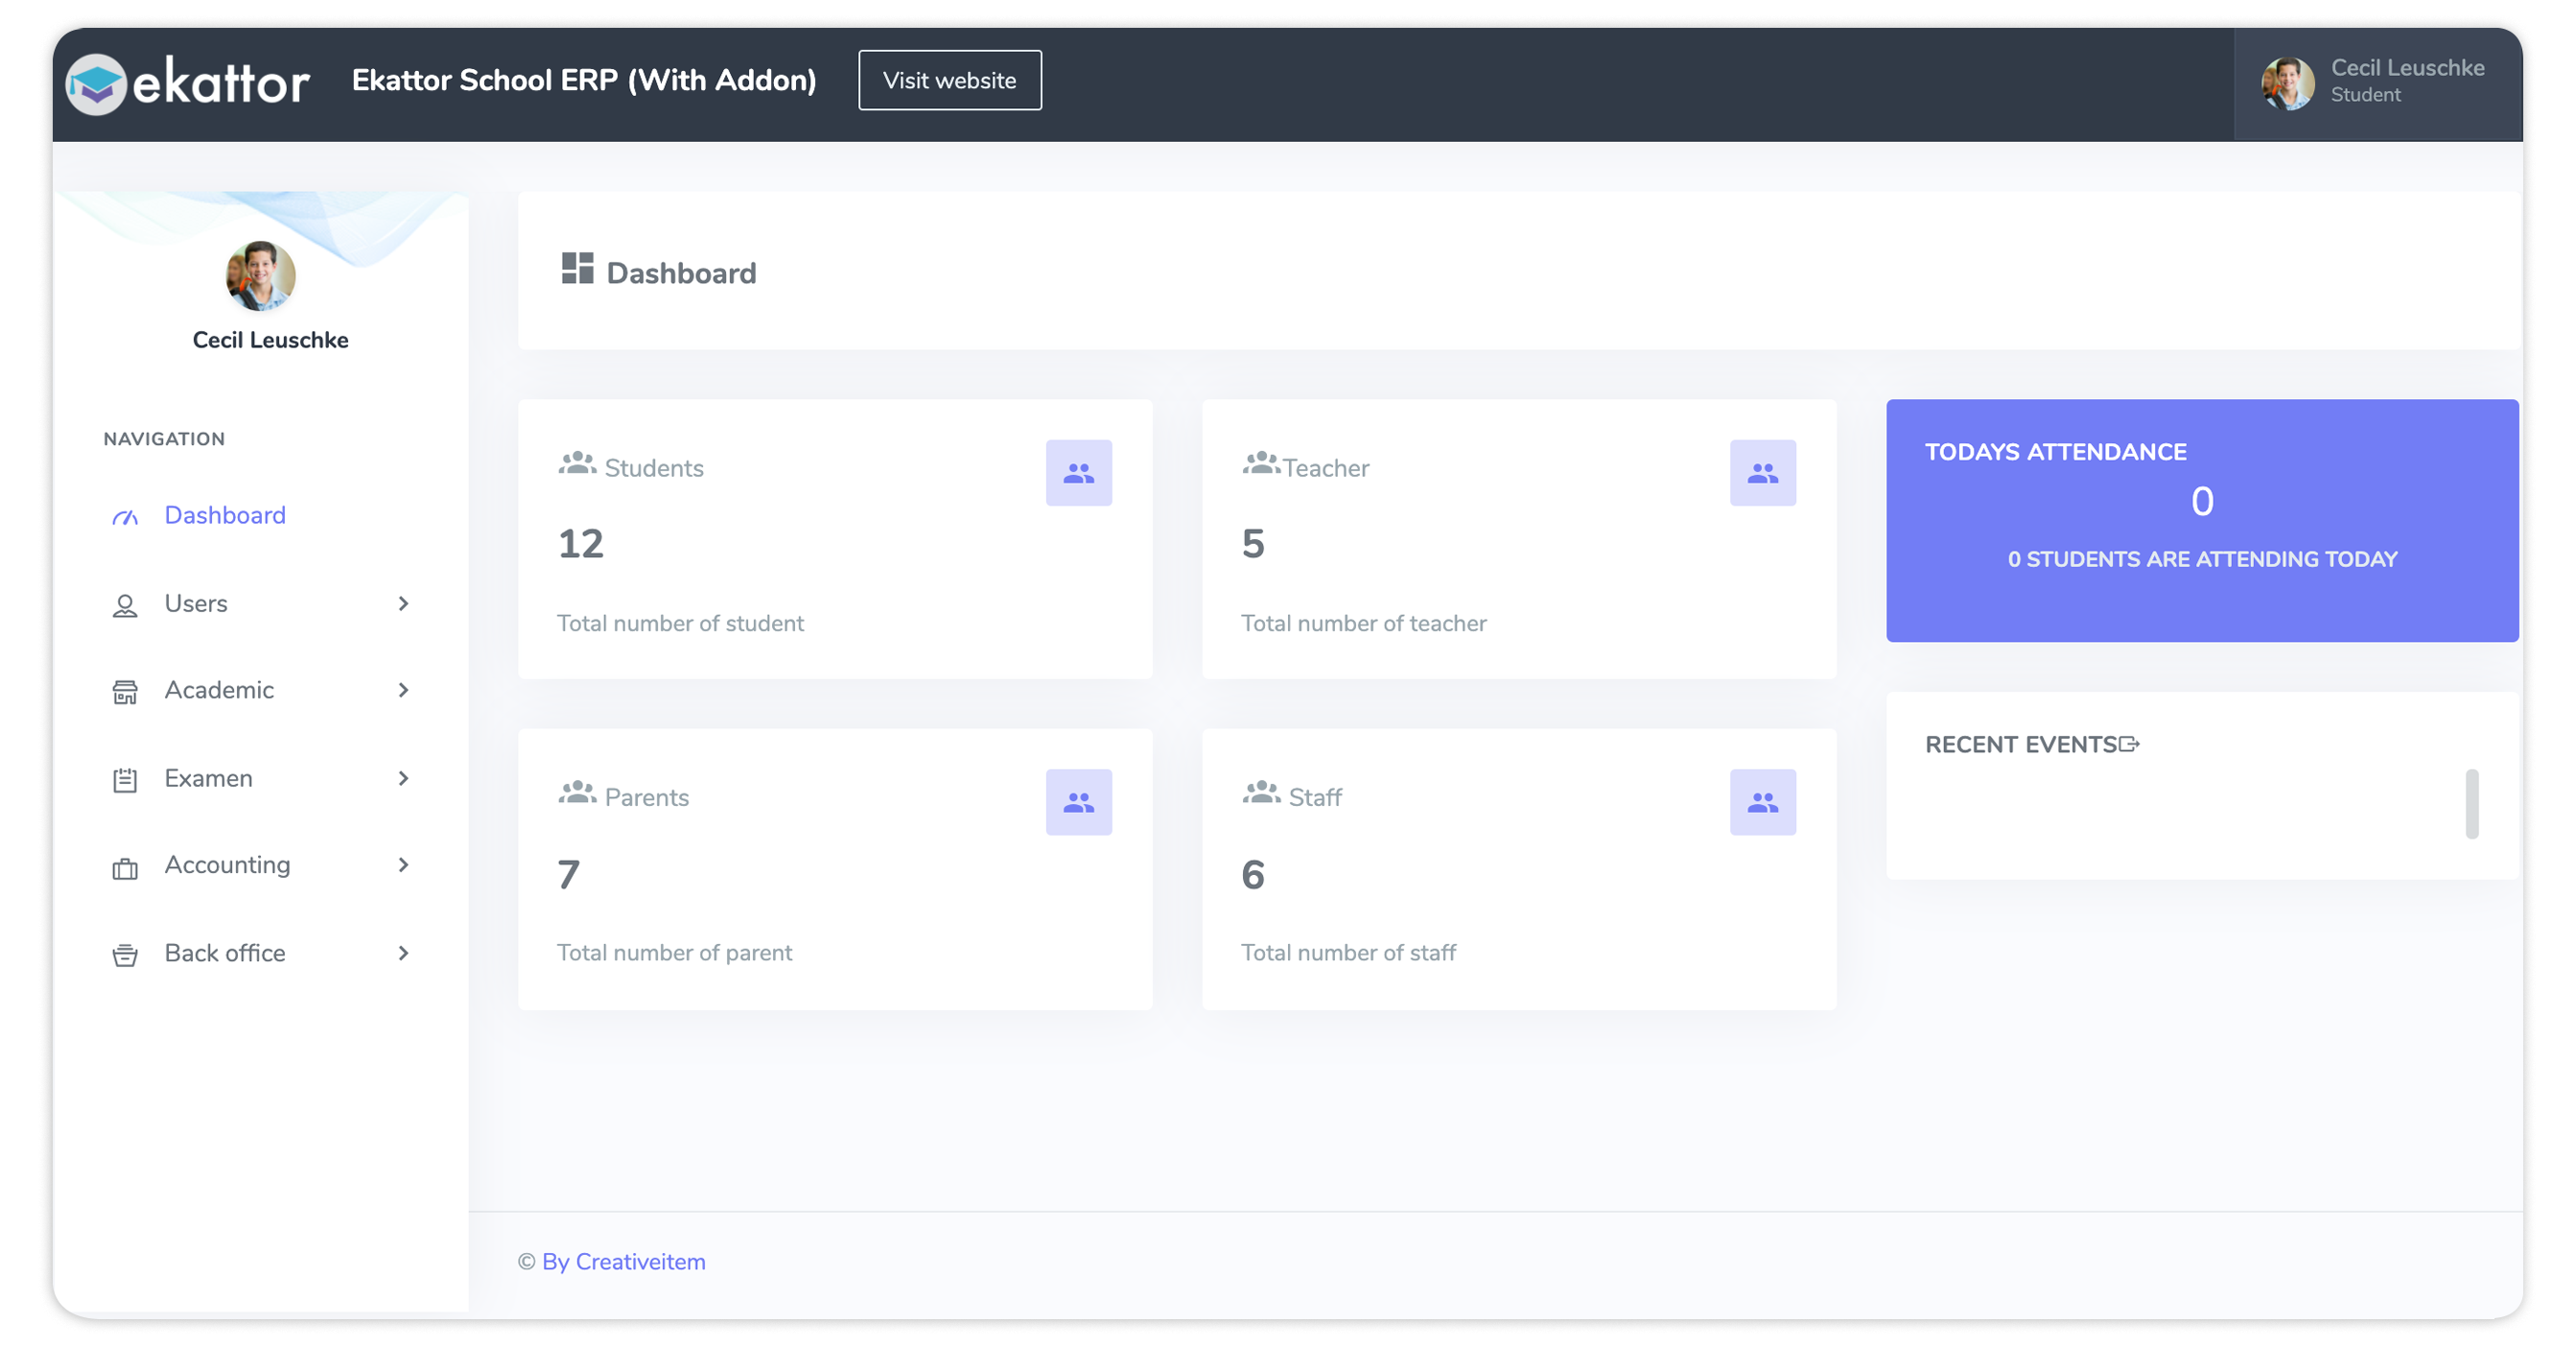 ekattor
Ekattor School ERP (With Addon)
Visit website
Cecil Leuschke
Student
Cecil Leuschke
NAVIGATION
Dashboard
Users
Academic
Examen
Accounting
Back office
Dashboard
Students
12
Total number of student
Teacher
5
Total number of teacher
Parents
7
Total number of parent
Staff
6
Total number of staff
TODAYS ATTENDANCE
0
0 STUDENTS ARE ATTENDING TODAY
RECENT EVENTS
© By Creativeitem